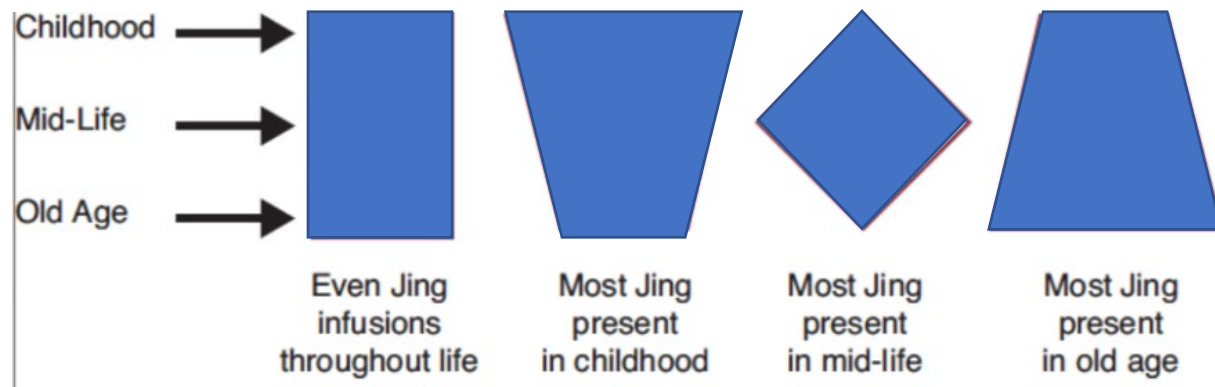 Childhood
Mid-Life
Old Age
Even Jing
infusions
throughout life
Most Jing
present
in childhood
Most Jing
present
in mid-life
Most Jing
present
in old age